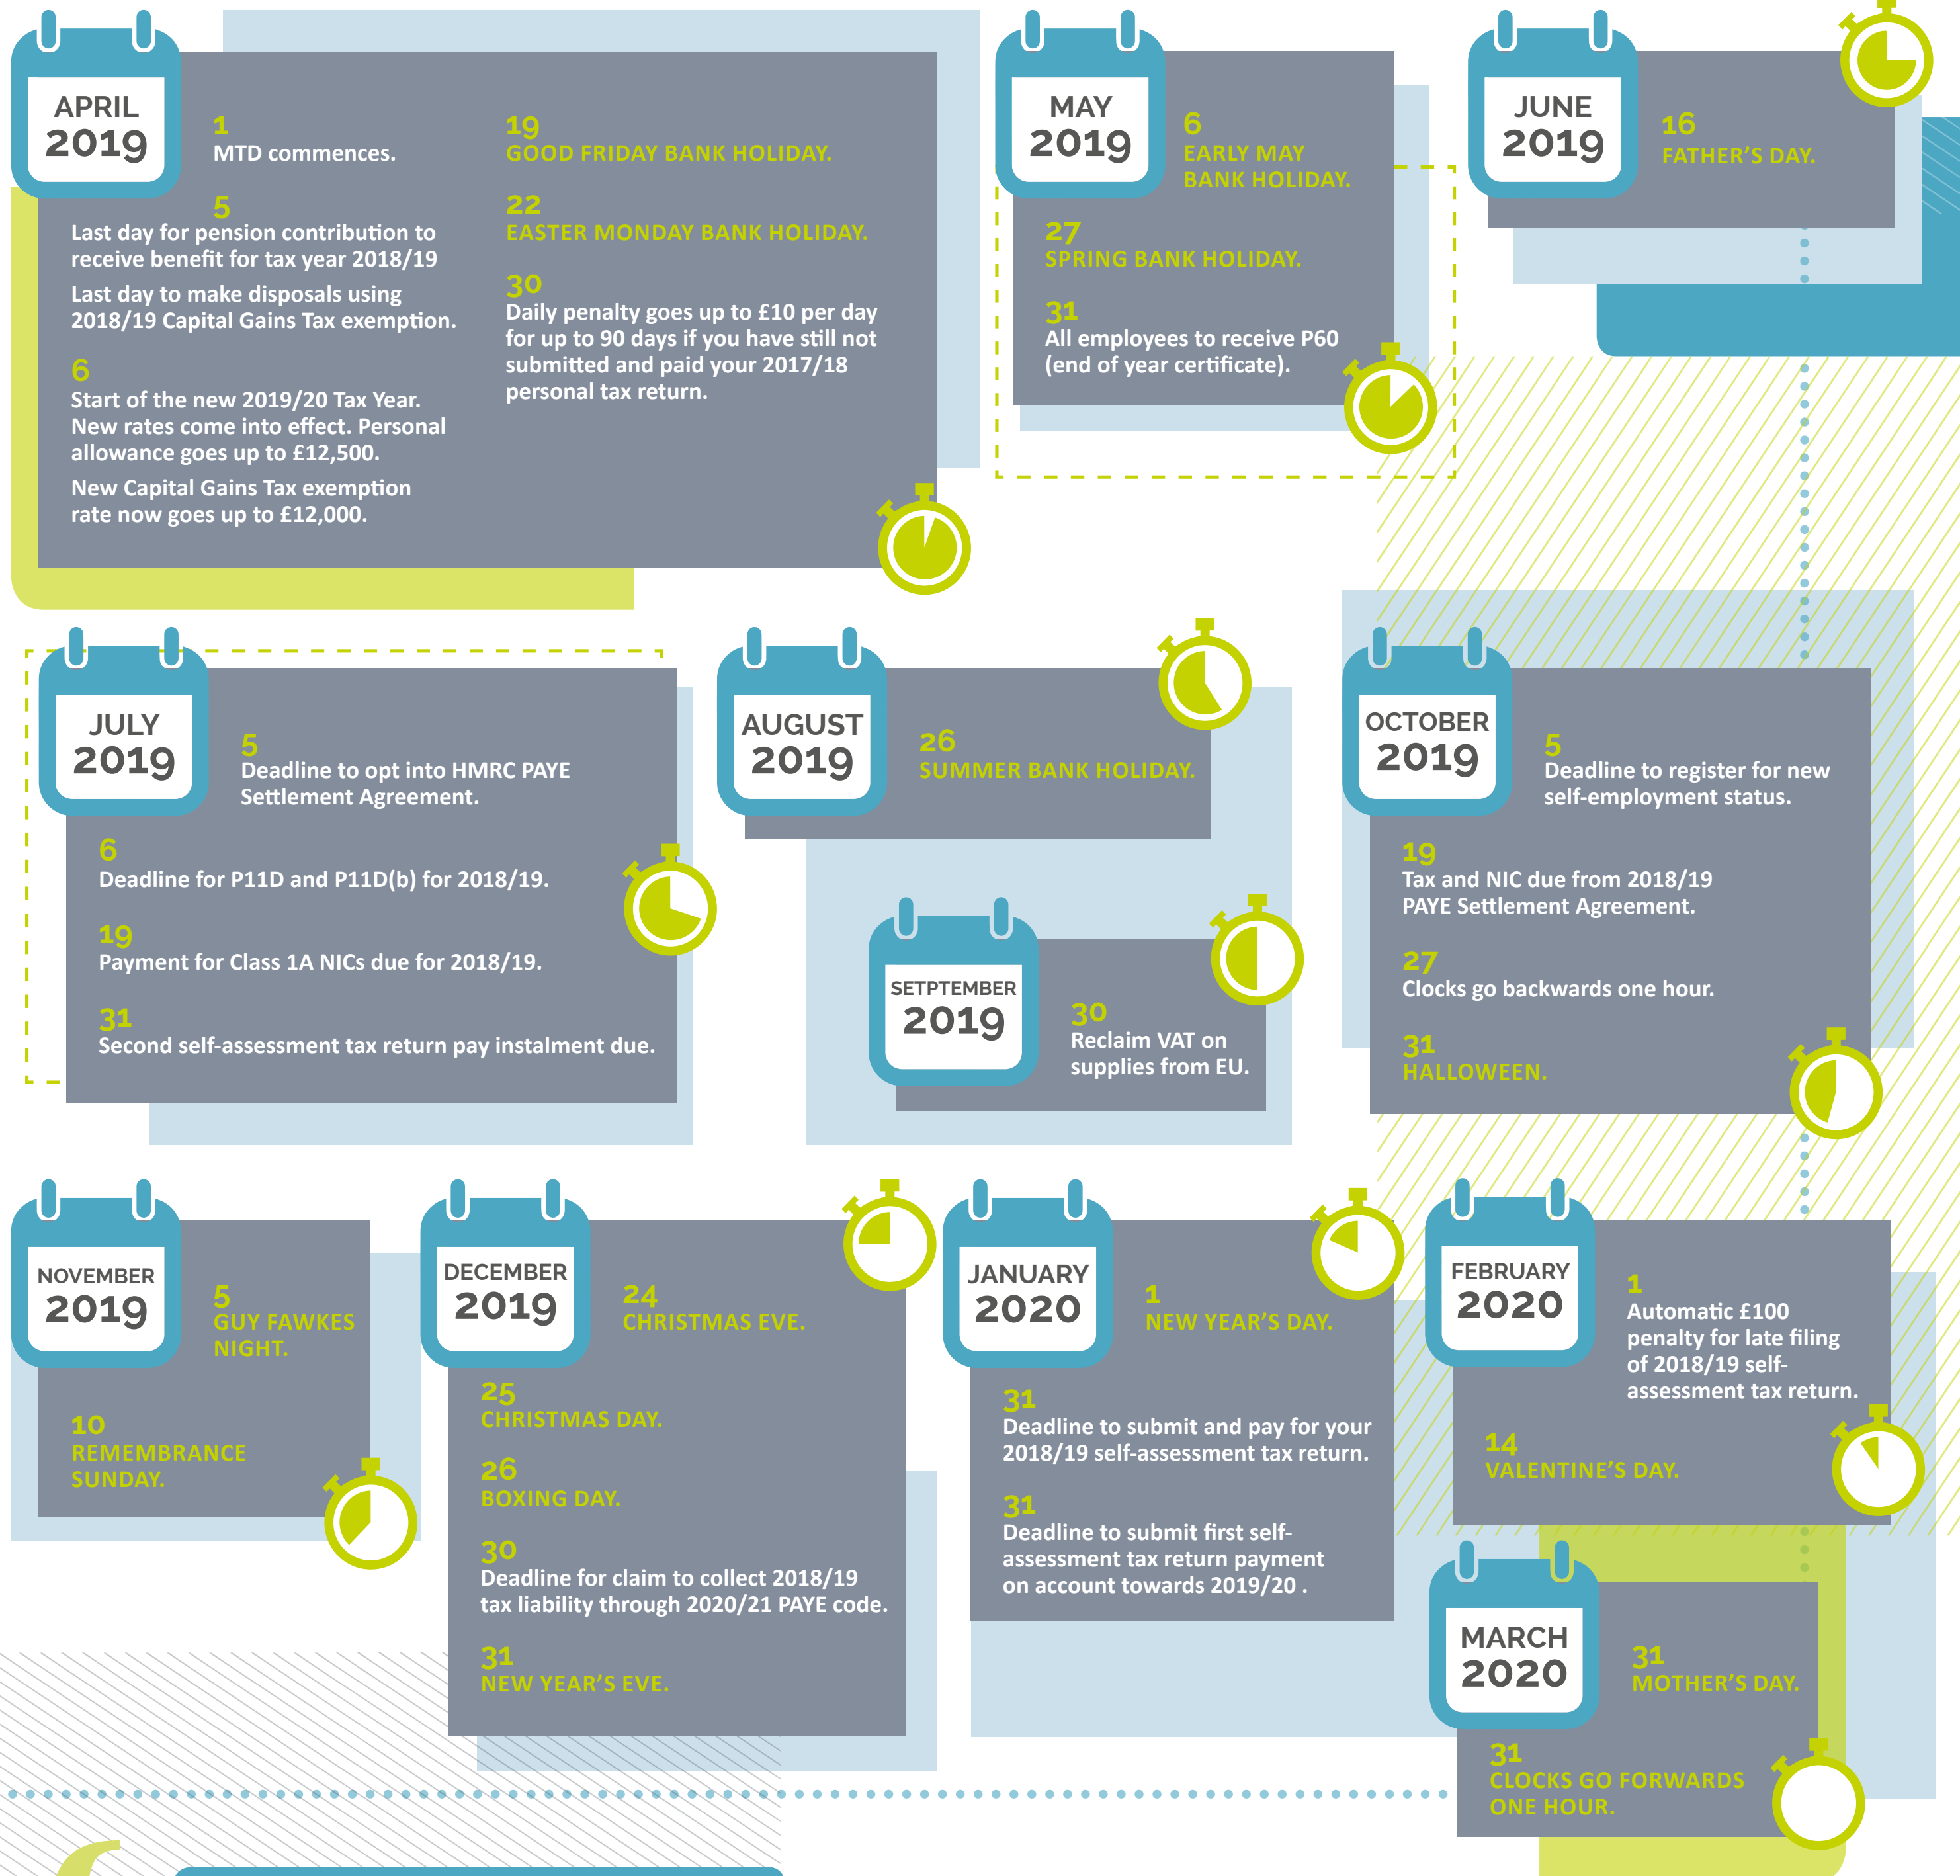 APRIL
2019
1
MTD commences.
5
Last day for pension contribution to
receive benefit for tax year 2018/19
Last day to make disposals using
2018/19 Capital Gains Tax exemption.
6
Start of the new 2019/20 Tax Year.
New rates come into effect. Personal
allowance goes up to £12,500.
New Capital Gains Tax exemption
rate now goes up to £12,000.
19
GOOD FRIDAY BANK HOLIDAY.
22
EASTER MONDAY BANK HOLIDAY.
30
Daily penalty goes up to £10 per day
for up to 90 days if you have still not
submitted and paid your 2017/18
personal tax return.
MAY
2019
6
EARLY MAY
BANK HOLIDAY.
27
SPRING BANK HOLIDAY.
31
All employees to receive P60
(end of year certificate).
JUNE
2019
16
FATHER'S DAY.
JULY
2019
5
Deadline to opt into HMRC PAYE
Settlement Agreement.
6
Deadline for P11D and P11D(b) for 2018/19.
19
Payment for Class 1A NICs due for 2018/19.
31
Second self-assessment tax return pay instalment due.
AUGUST
2019
26
SUMMER BANK HOLIDAY.
SETPTEMBER
2019
30
Reclaim VAT on
supplies from EU.
OCTOBER
2019
5
Deadline to register for new
self-employment status.
19
Tax and NIC due from 2018/19
PAYE Settlement Agreement.
27
Clocks go backwards one hour.
31
HALLOWEEN.
NOVEMBER
2019
5
GUY FAWKES
NIGHT.
10
REMEMBRANCE
SUNDAY.
DECEMBER
2019
24
CHRISTMAS EVE.
25
CHRISTMAS DAY.
26
BOXING DAY.
30
Deadline for claim to collect 2018/19
tax liability through 2020/21 PAYE code.
31
NEW YEAR'S EVE.
JANUARY
2020
1
NEW YEAR'S DAY.
31
Deadline to submit and pay for your
2018/19 self-assessment tax return.
31
Deadline to submit first self-
assessment tax return payment
on account towards 2019/20 .
FEBRUARY
2020
1
Automatic £100
penalty for late filing
of 2018/19 self-
assessment tax return.
14
VALENTINE'S DAY.
MARCH
2020
31
MOTHER'S DAY.
31
CLOCKS GO FORWARDS
ONE HOUR.